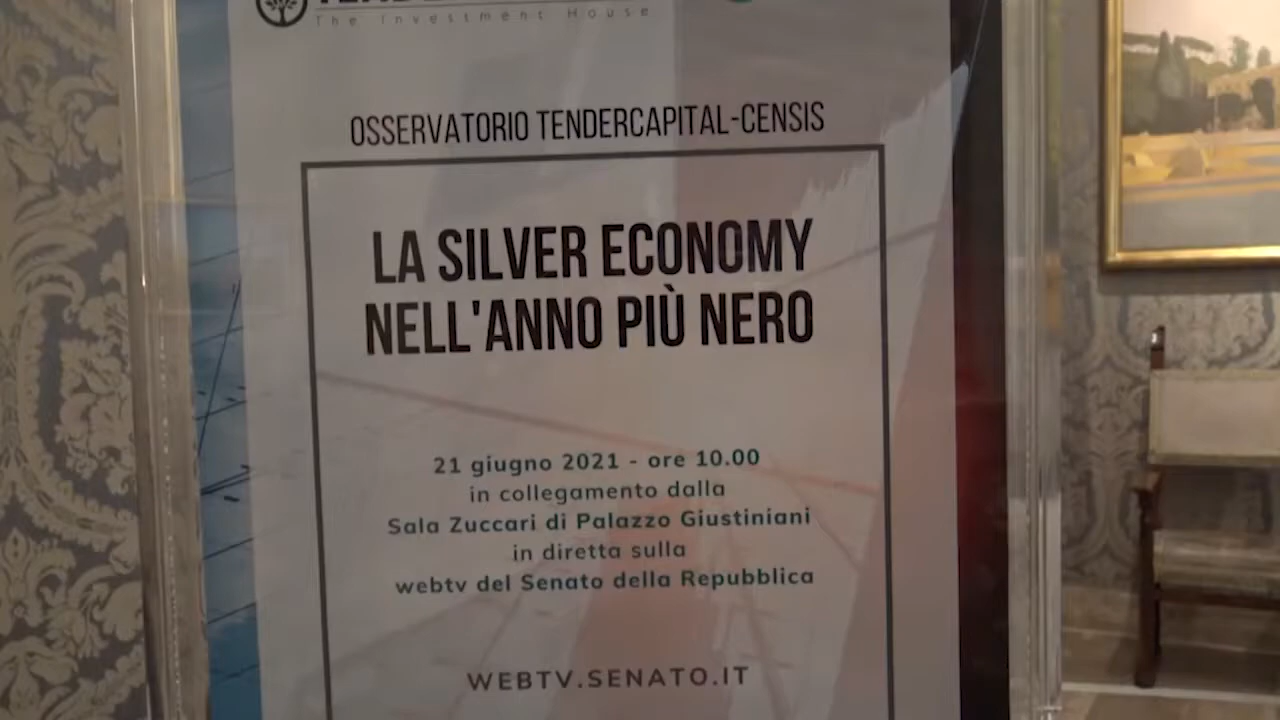 The Investment House
OSSERVATORIO TENDERCAPITAL-CENSIS
LA SILVER ECONOMY
NELL'ANNO PIÙ NERO
21 giugno 2021 - ore 10.00
in collegamento dalla
Sala Zuccari di Palazzo Giustiniani
in diretta sulla
webtv del Senato della Repubblica
WEBTV.SENATO.IT